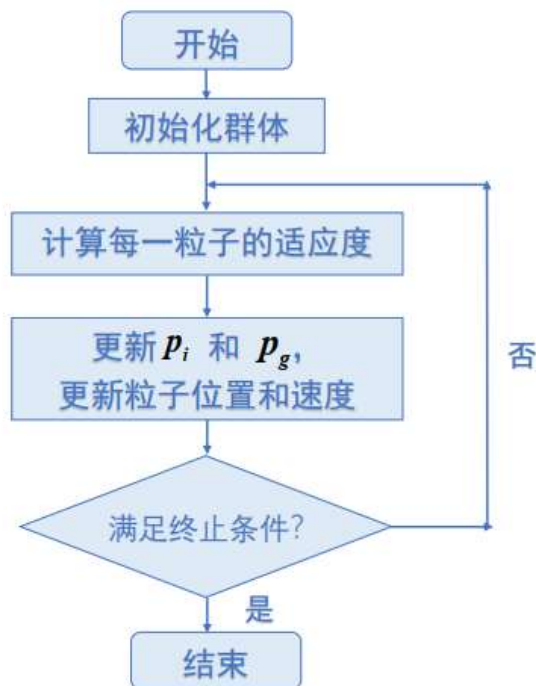 开始
初始化群体
计算每一粒子的适应度
更新 p_i 和 p_g,
更新粒子位置和速度
否
满足终止条件?
是
结束